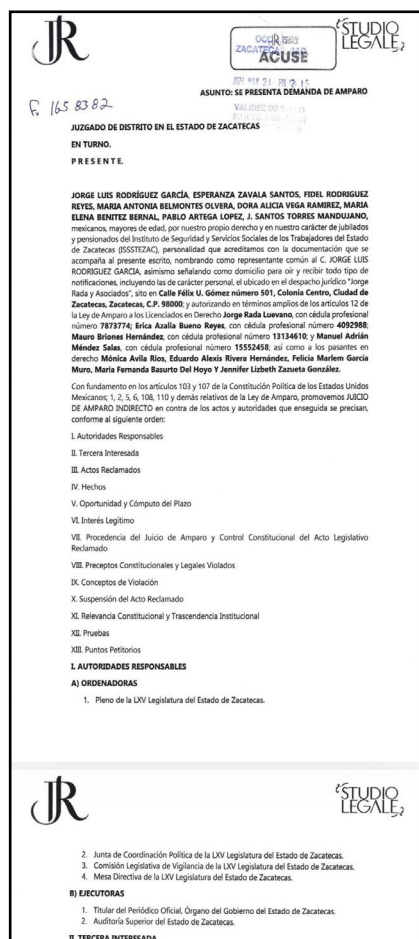 JR
STUDIO
LEGALE
ACUSE
ASUNTO: SE PRESENTA DEMANDA DE AMPARO
F. 1658382
JUZGADO DE DISTRITO EN EL ESTADO DE ZACATECAS
EN TURNO.
P R E S E N T E.
JORGE LUIS RODRÍGUEZ GARCÍA, ESPERANZA ZAVALA SANTOS, FIDEL RODRIGUEZ
REYES, MARIA ANTONIA BELMONTES OLVERA, DORA ALICIA VEGA RAMIREZ, MARIA
ELENA BENITEZ BERNAL, PABLO ARTEGA LOPEZ, J. SANTOS TORRES MANDUJANO,
mexicanos, mayores de edad, por nuestro propio derecho y en nuestro carácter de jubilados
y pensionados del Instituto de Seguridad y Servicios Sociales de los Trabajadores del Estado
de Zacatecas (ISSSTEZAC), personalidad que acreditamos con la documentación que se
acompaña al presente escrito, nombrando como representante común al C. JORGE LUIS
RODRIGUEZ GARCIA, asimismo señalando como domicilio para oír y recibir todo tipo de
notificaciones, incluyendo las de carácter personal, el ubicado en el despacho jurídico "Jorge
Rada y Asociados", sito en Calle Félix U. Gómez número 501, Colonia Centro, Ciudad de
Zacatecas, Zacatecas, C.P. 98000; y autorizando en términos amplios de los artículos 12 de
la Ley de Amparo a los Licenciados en Derecho Jorge Rada Luevano, con cédula profesional
número 7873774; Erica Azalia Bueno Reyes, con cédula profesional número 4092988;
Mauro Briones Hernández, con cédula profesional número 13134610; y Manuel Adrián
Méndez Salas, con cédula profesional número 15552458; así como a los pasantes en
derecho Mónica Avila Rios, Eduardo Alexis Rivera Hernández, Felicia Marlem García
Muro, María Fernanda Basurto Del Hoyo Y Jennifer Lizbeth Zazueta González.
Con fundamento en los artículos 103 y 107 de la Constitución Política de los Estados Unidos
Mexicanos; 1, 2, 5, 6, 108, 110 y demás relativos de la Ley de Amparo, promovemos JUICIO
DE AMPARO INDIRECTO en contra de los actos y autoridades que enseguida se precisan,
conforme al siguiente orden:
I. Autoridades Responsables
II. Tercera Interesada
III. Actos Reclamados
IV. Hechos
V. Oportunidad y Cómputo del Plazo
VI. Interés Legítimo
VII. Procedencia del Juicio de Amparo y Control Constitucional del Acto Legislativo
Reclamado
VIII. Preceptos Constitucionales y Legales Violados
IX. Conceptos de Violación
X. Suspensión del Acto Reclamado
XI. Relevancia Constitucional y Trascendencia Institucional
XII. Pruebas
XIII. Puntos Petitorios
I. AUTORIDADES RESPONSABLES
A) ORDENADORAS
1. Pleno de la LXV Legislatura del Estado de Zacatecas.
JR
STUDIO
LEGALE
2. Junta de Coordinación Política de la LXV Legislatura del Estado de Zacatecas.
3. Comisión Legislativa de Vigilancia de la LXV Legislatura del Estado de Zacatecas.
4. Mesa Directiva de la LXV Legislatura del Estado de Zacatecas.
B) EJECUTORAS
1. Titular del Periódico Oficial, Órgano del Gobierno del Estado de Zacatecas.
2. Auditoría Superior del Estado de Zacatecas.
II. TERCERA INTERESADA